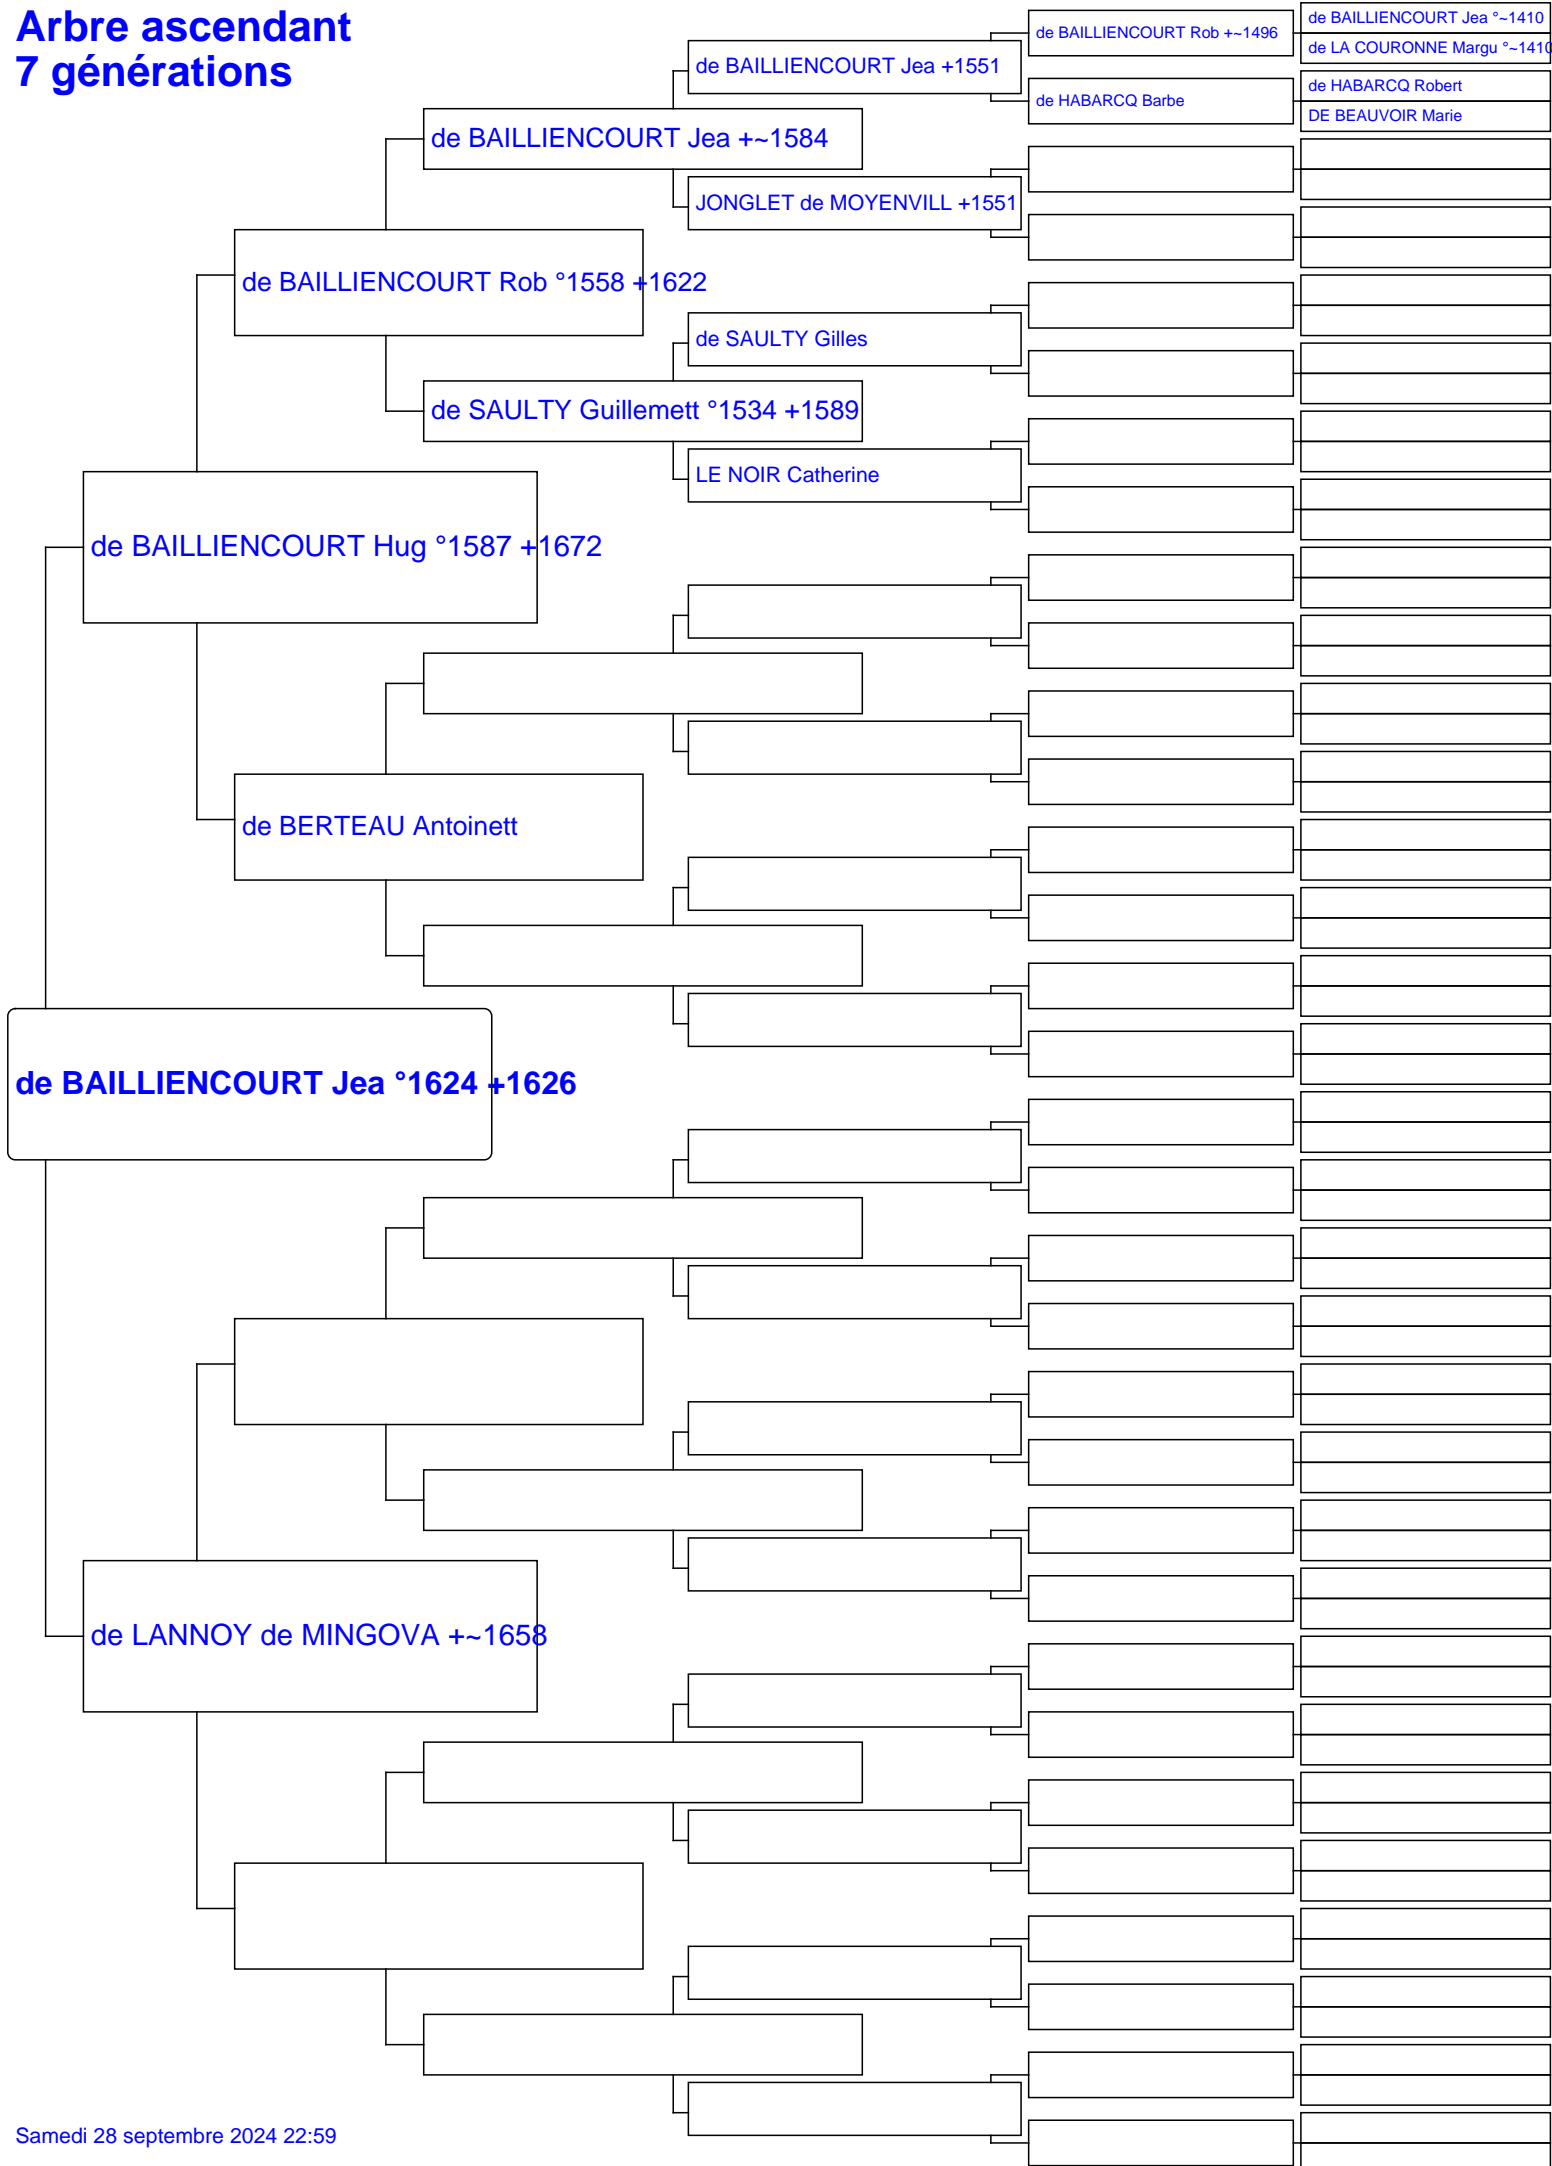 Arbre ascendant
7 générations
de BAILLIENCOURT Jea °~1410
de BAILLIENCOURT Rob +~1496
de LA COURONNE Margu °~1410
de BAILLIENCOURT Jea +1551
de HABARCQ Robert
de HABARCQ Barbe
DE BEAUVOIR Marie
de BAILLIENCOURT Jea +~1584
JONGLET de MOYENVILL +1551
de BAILLIENCOURT Rob °1558 +1622
de SAULTY Gilles
de SAULTY Guillemett °1534 +1589
LE NOIR Catherine
de BAILLIENCOURT Hug °1587 +1672
de BERTEAU Antoinett
de BAILLIENCOURT Jea °1624 +1626
de LANNOY de MINGOVA +~1658
Samedi 28 septembre 2024 22:59